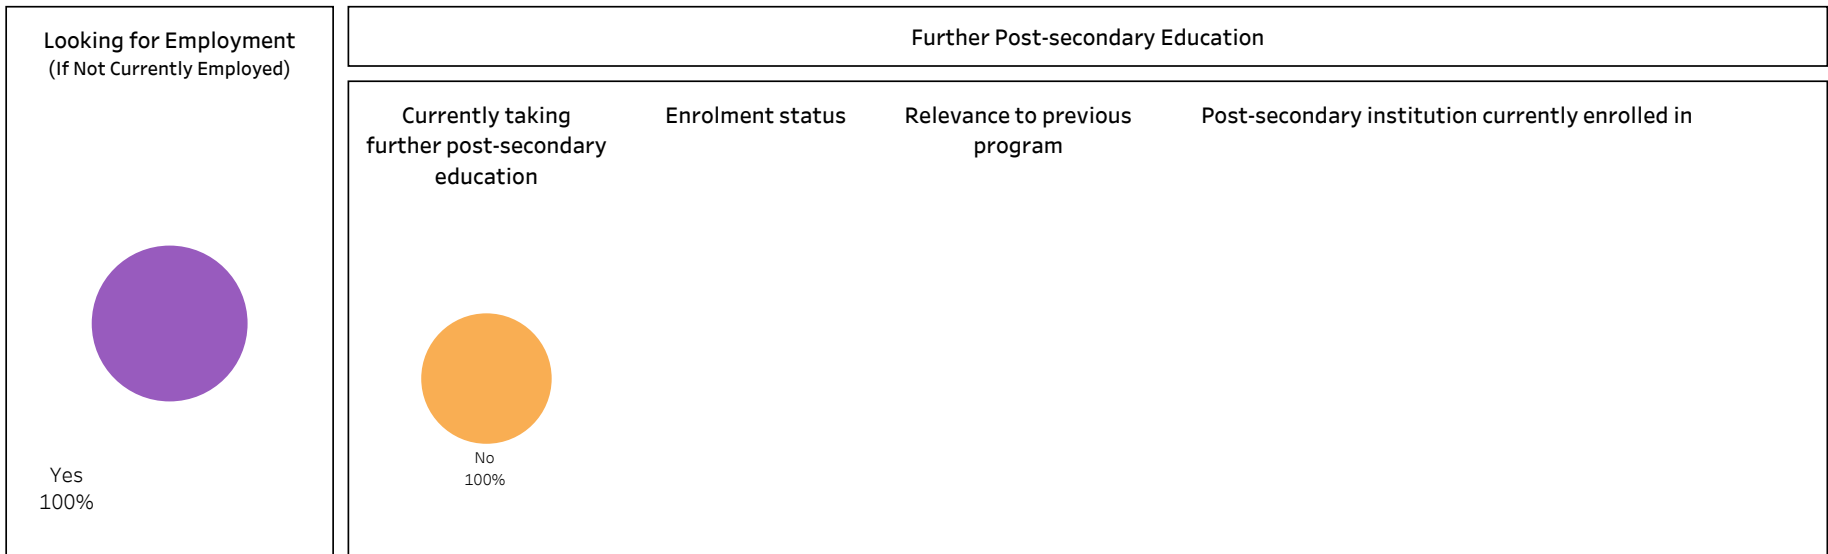 Looking for Employment
(If Not Currently Employed)
Yes
100%
Further Post-secondary Education
Currently taking
further post-secondary
education
No
100%
Enrolment status
Relevance to previous
program
Post-secondary institution currently enrolled in